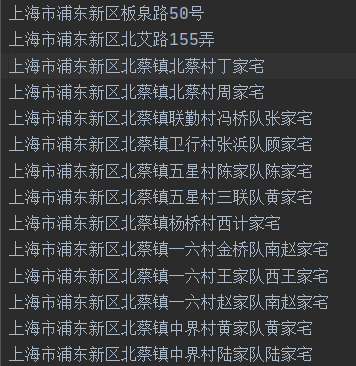 上海市浦东新区板泉路50号
上海市浦东新区北艾路155弄
上海市浦东新区北蔡镇北蔡村丁家宅
上海市浦东新区北蔡镇北蔡村周家宅
上海市浦东新区北蔡镇联勤村冯桥队张家宅
上海市浦东新区北蔡镇卫行村张浜队顾家宅
上海市浦东新区北蔡镇五星村陈家队陈家宅
上海市浦东新区北蔡镇五星村三联队黄家宅
上海市浦东新区北蔡镇杨桥村西计家宅
上海市浦东新区北蔡镇一六村金桥队南赵家宅
上海市浦东新区北蔡镇一六村王家队西王家宅
上海市浦东新区北蔡镇一六村赵家队南赵家宅
上海市浦东新区北蔡镇中界村黄家队黄家宅
上海市浦东新区北蔡镇中界村陆家队陆家宅